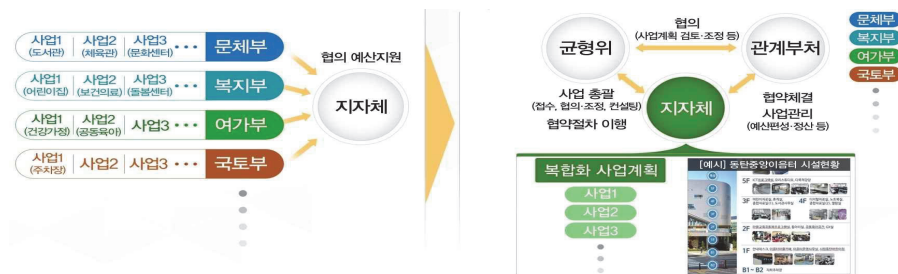 사업1 사업2 사업3 ··· 문체부
(도서관) (체육관) (문화센터)
사업1 사업2 사업3 ··· 복지부
(어린이집) (보건의료) (돌봄센터)
사업1 사업2 사업3 ··· 여가부
(건강가정) (공동육아)
사업1 사업2 사업3 ··· 국토부
(주차장)
협의 예산지원
지자체
균형위
협의
(사업계획 검토·조정 등)
관계부처
문체부
복지부
여가부
국토부
사업 총괄
(접수, 협의·조정, 컨설팅)
협약절차 이행
지자체
협약체결
사업관리
(예산편성·정산 등)
복합화 사업계획
사업1
사업2
사업3
[예시] 동탄중앙이음터 시설현황
5F
3F
4F
2F
1F
B1~B2